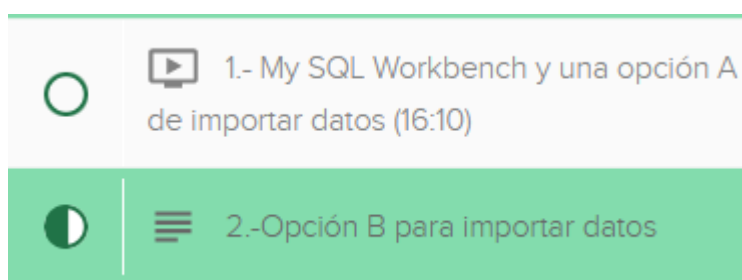 1.- My SQL Workbench y una opción A
de importar datos (16:10)
2.-Opción B para importar datos